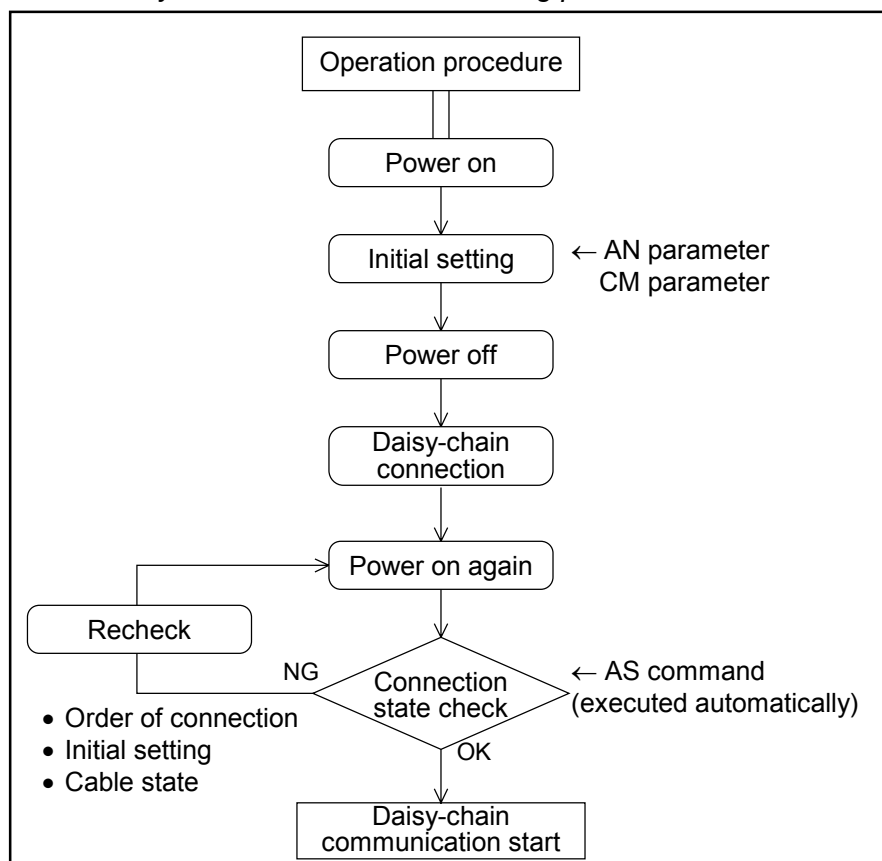 Operation procedure
Power on
Initial setting
← AN parameter
CM parameter
Power off
Daisy-chain
connection
Power on again
Recheck
NG
Connection
state check
← AS command
(executed automatically)
• Order of connection
• Initial setting
• Cable state
OK
Daisy-chain
communication start